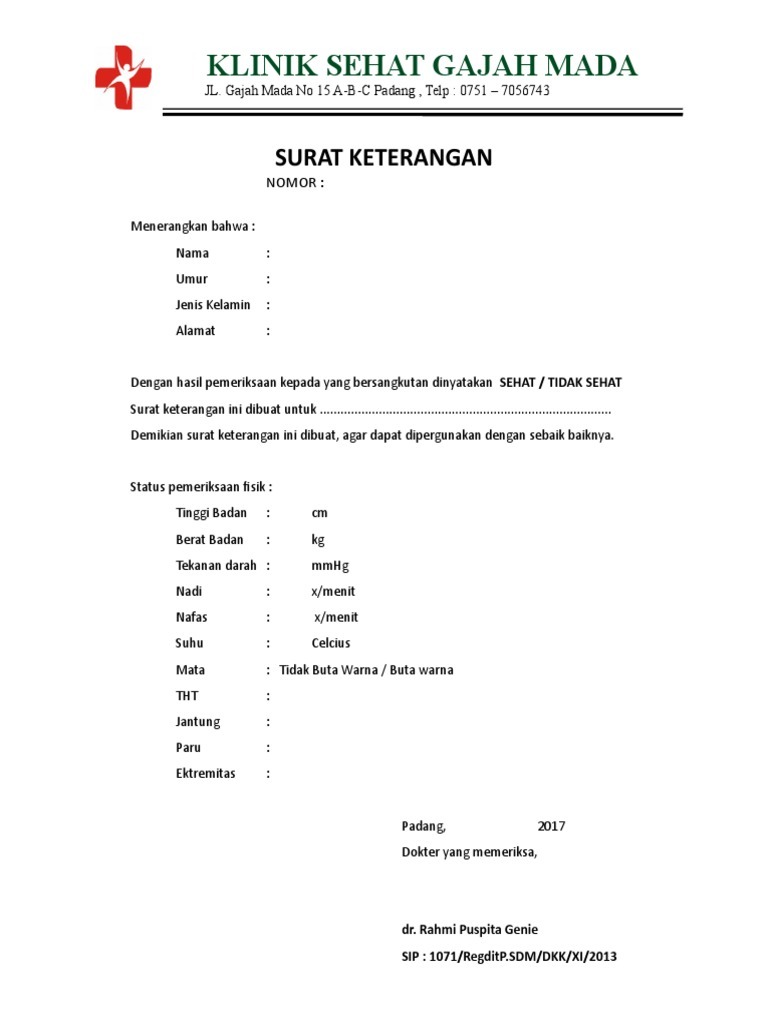 KLINIK SEHAT GAJAH MADA
JL. Gajah Mada No 15 A-B-C Padang , Telp : 0751 – 7056743
SURAT KETERANGAN
NOMOR :
Menerangkan bahwa :
Nama :
Umur :
Jenis Kelamin :
Alamat :
Dengan hasil pemeriksaan kepada yang bersangkutan dinyatakan SEHAT / TIDAK SEHAT
Surat keterangan ini dibuat untuk ....................................................................................
Demikian surat keterangan ini dibuat, agar dapat dipergunakan dengan sebaik baiknya.
Status pemeriksaan fisik :
Tinggi Badan : cm
Berat Badan : kg
Tekanan darah : mmHg
Nadi : x/menit
Nafas : x/menit
Suhu : Celcius
Mata : Tidak Buta Warna / Buta warna
THT :
Jantung :
Paru :
Ektremitas :
Padang, 2017
Dokter yang memeriksa,
dr. Rahmi Puspita Genie
SIP : 1071/RegditP.SDM/DKK/XI/2013